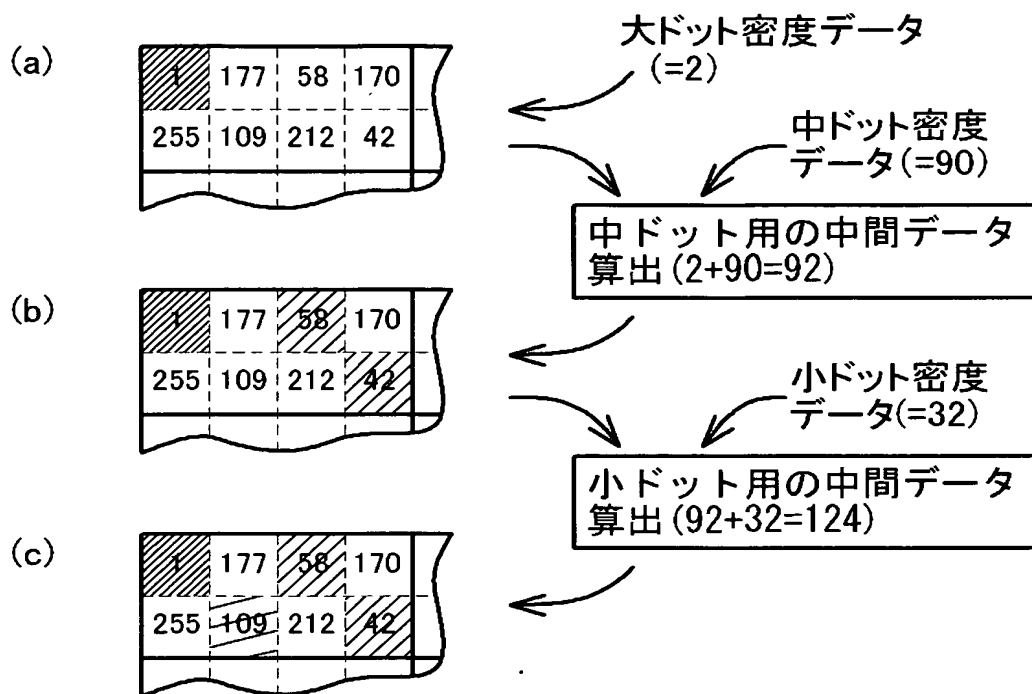 (a)
1 177 58 170
255 109 212 42
大ドット密度データ
(=2)
中ドット密度
データ(=90)
中ドット用の中間データ
算出(2+90=92)
(b)
1 177 58 170
255 109 212 42
小ドット密度
データ(=32)
小ドット用の中間データ
算出(92+32=124)
(c)
1 177 58 170
255 109 212 42